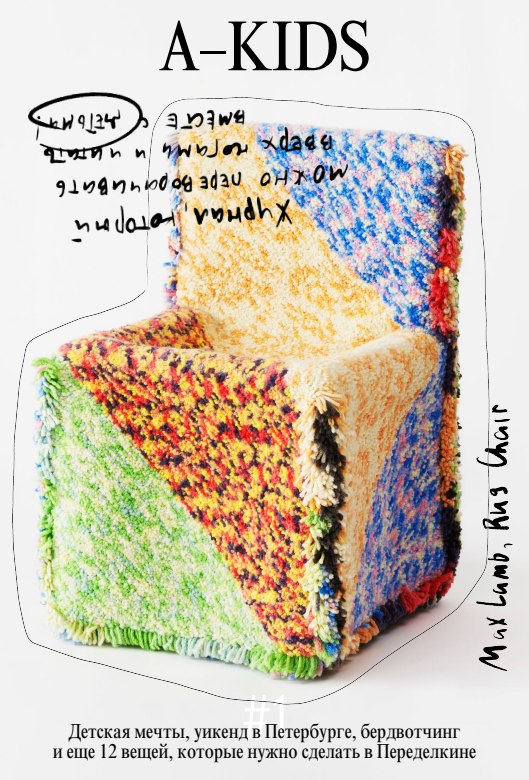 A–KIDS
Журнал, который
можно переворачивать
вверх ногами и читать
вместе с детьми
Max Lamb, Rug Chair
#1
Детская мечты, уикенд в Петербурге, бердвотчинг
и еще 12 вещей, которые нужно сделать в Переделкине